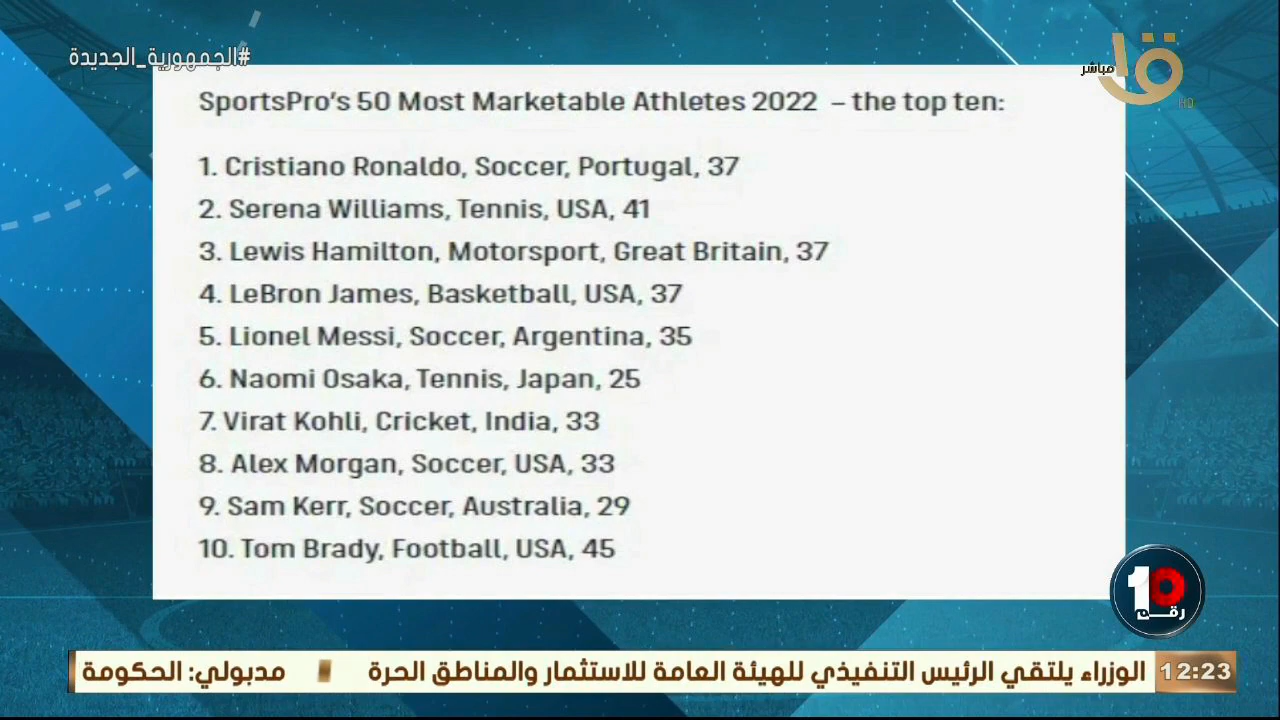 #الجمهورية_الجديدة
مباشر
HD
SportsPro's 50 Most Marketable Athletes 2022 – the top ten:
1. Cristiano Ronaldo, Soccer, Portugal, 37
2. Serena Williams, Tennis, USA, 41
3. Lewis Hamilton, Motorsport, Great Britain, 37
4. LeBron James, Basketball, USA, 37
5. Lionel Messi, Soccer, Argentina, 35
6. Naomi Osaka, Tennis, Japan, 25
7. Virat Kohli, Cricket, India, 33
8. Alex Morgan, Soccer, USA, 33
9. Sam Kerr, Soccer, Australia, 29
10. Tom Brady, Football, USA, 45
رقم 10
12:23 الوزراء يلتقي الرئيس التنفيذي للهيئة العامة للاستثمار والمناطق الحرة مدبولي: الحكومة